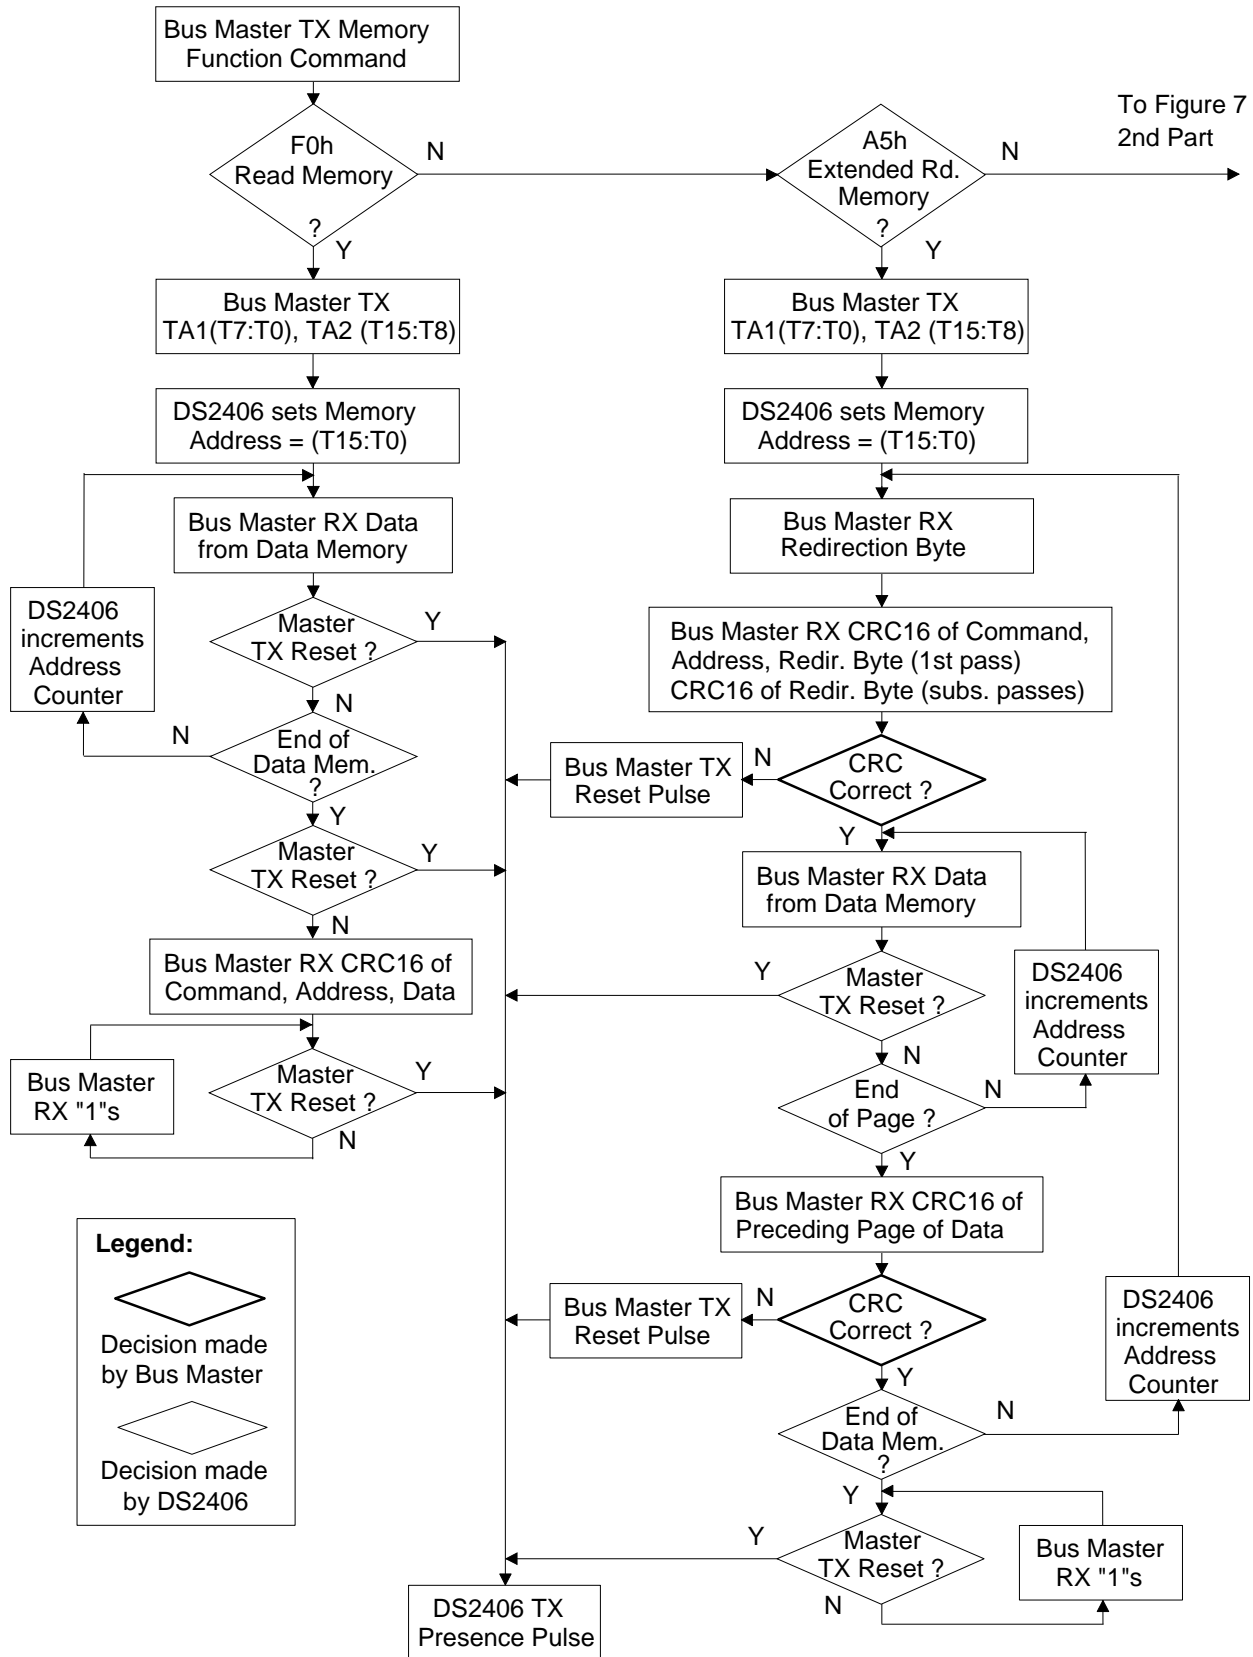 Bus Master TX Memory
Function Command
To Figure 7
2nd Part
F0h
Read Memory
?
N
Y
A5h
Extended Rd.
Memory
?
N
Y
Bus Master TX
TA1(T7:T0), TA2 (T15:T8)
DS2406 sets Memory
Address = (T15:T0)
Bus Master RX Data
from Data Memory
DS2406
increments
Address
Counter
Master
TX Reset ?
Y
N
End of
Data Mem.
?
N
Y
Master
TX Reset ?
Y
N
Bus Master RX CRC16 of
Command, Address, Data
Bus Master
RX "1"s
Master
TX Reset ?
Y
N
Bus Master TX
TA1(T7:T0), TA2 (T15:T8)
DS2406 sets Memory
Address = (T15:T0)
Bus Master RX
Redirection Byte
Bus Master RX CRC16 of Command,
Address, Redir. Byte (1st pass)
CRC16 of Redir. Byte (subs. passes)
CRC
Correct ?
N
Y
Bus Master TX
Reset Pulse
Bus Master RX Data
from Data Memory
Master
TX Reset ?
Y
N
DS2406
increments
Address
Counter
End
of Page ?
N
Y
Bus Master RX CRC16 of
Preceding Page of Data
CRC
Correct ?
N
Y
Bus Master TX
Reset Pulse
DS2406
increments
Address
Counter
End of
Data Mem.
?
N
Y
Master
TX Reset ?
Y
N
Bus Master
RX "1"s
DS2406 TX
Presence Pulse
Legend:
Decision made
by Bus Master
Decision made
by DS2406